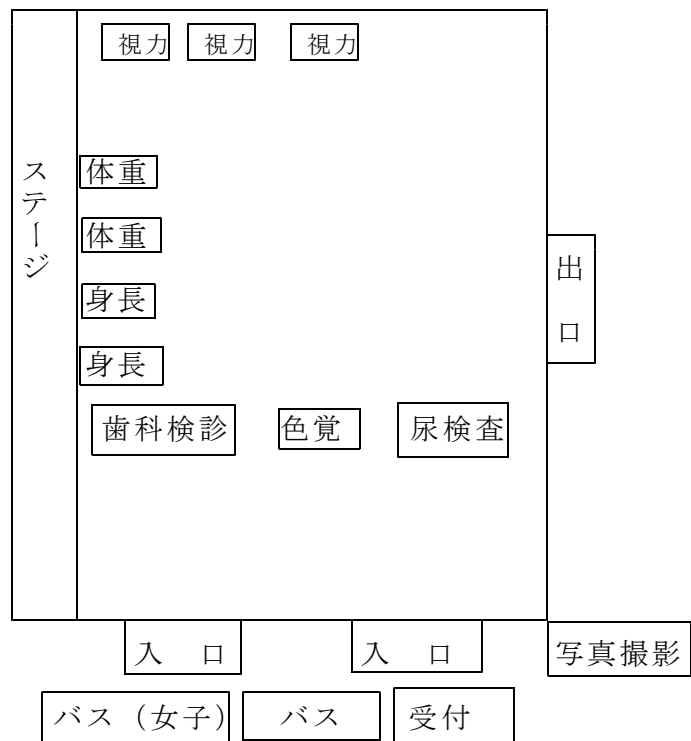 視力 視力 視力
ステージ
体重
体重
身長
身長
出口
歯科検診 色覚 尿検査
入 口 入 口 写真撮影
バス（女子） バス 受付